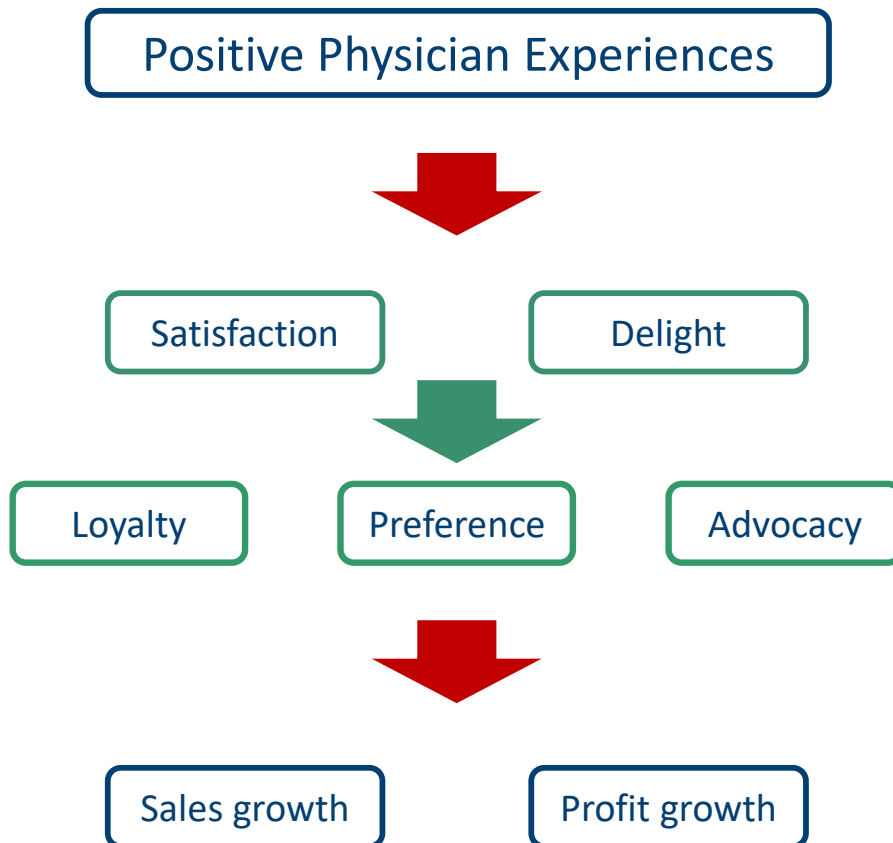 Positive Physician Experiences
Satisfaction
Delight
Loyalty
Preference
Advocacy
Sales growth
Profit growth